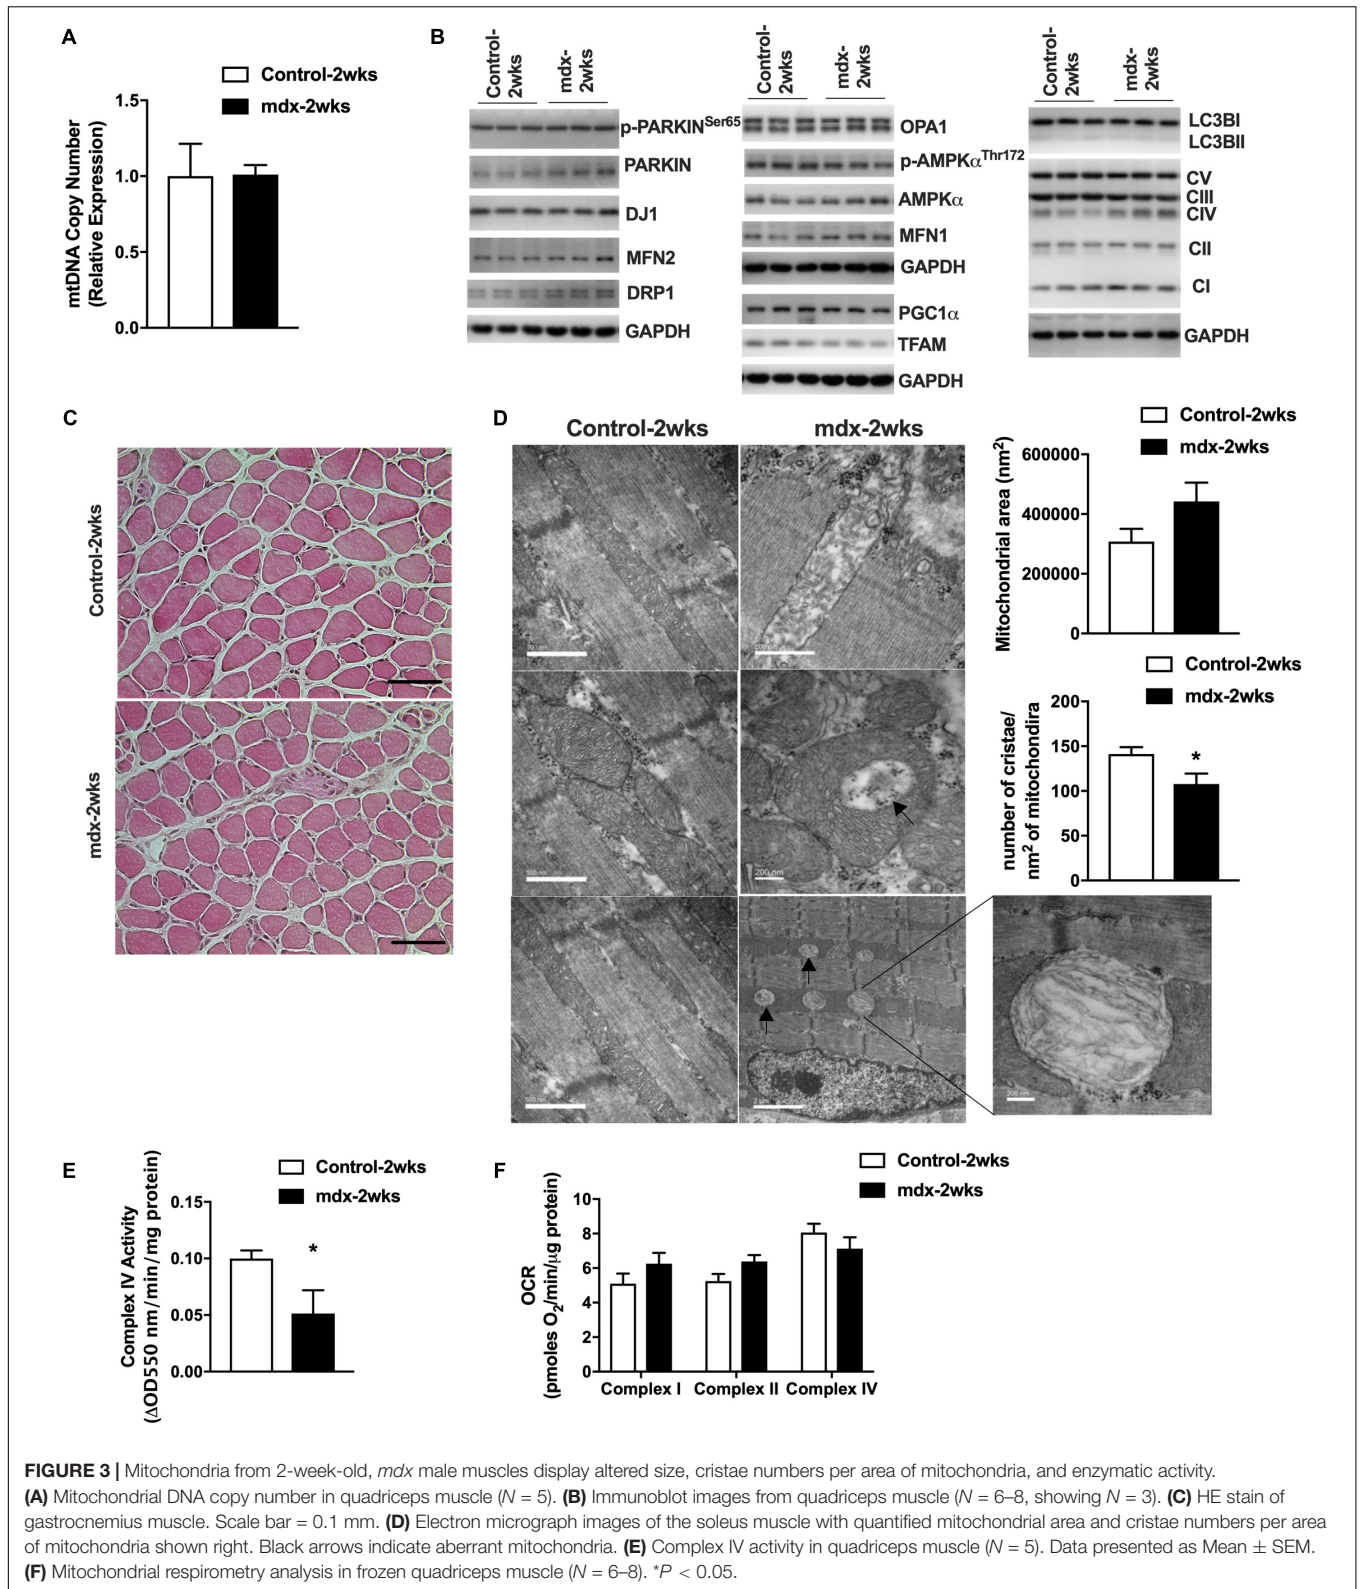 A
Control-2wks
mdx-2wks
mtDNA Copy Number
(Relative Expression)
1.5
1.0
0.5
0.0
B
Control-
2wks
mdx-
2wks
p-PARKINSer65
PARKIN
DJ1
MFN2
DRP1
GAPDH
Control-
2wks
mdx-
2wks
OPA1
p-AMPKαThr172
AMPKα
MFN1
GAPDH
PGC1α
TFAM
GAPDH
Control-
2wks
mdx-
2wks
LC3BI
LC3BII
CV
CIII
CIV
CII
CI
GAPDH
C
Control-2wks
mdx-2wks
D
Control-2wks
mdx-2wks
500 nm
500 nm
500 nm
200 nm
500 nm
2 μm
200 nm
Control-2wks
mdx-2wks
Mitochondrial area (nm2)
600000
400000
200000
0
Control-2wks
mdx-2wks
number of cristae/
nm2 of mitochondira
200
150
100
50
0
*
E
Control-2wks
mdx-2wks
Complex IV Activity
(ΔOD550 nm/min/mg protein)
0.15
0.10
0.05
0.00
*
F
Control-2wks
mdx-2wks
OCR
(pmoles O2/min/μg protein)
10
8
6
4
2
0
Complex I Complex II Complex IV
FIGURE 3 | Mitochondria from 2-week-old, mdx male muscles display altered size, cristae numbers per area of mitochondria, and enzymatic activity.
(A) Mitochondrial DNA copy number in quadriceps muscle (N = 5). (B) Immunoblot images from quadriceps muscle (N = 6–8, showing N = 3). (C) HE stain of
gastrocnemius muscle. Scale bar = 0.1 mm. (D) Electron micrograph images of the soleus muscle with quantified mitochondrial area and cristae numbers per area
of mitochondria shown right. Black arrows indicate aberrant mitochondria. (E) Complex IV activity in quadriceps muscle (N = 5). Data presented as Mean ± SEM.
(F) Mitochondrial respirometry analysis in frozen quadriceps muscle (N = 6–8). *P < 0.05.